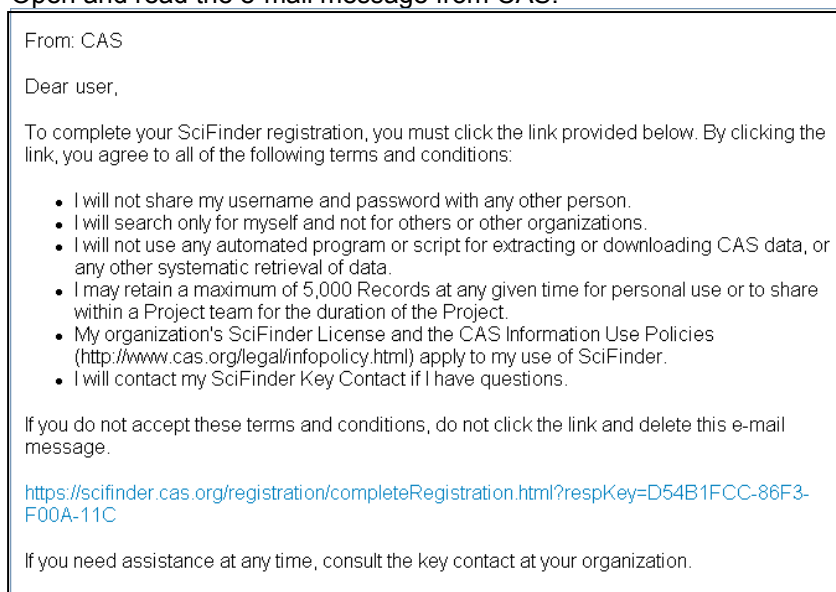 Open and read the e-mail message from CAS.
From: CAS
Dear user,
To complete your SciFinder registration, you must click the link provided below. By clicking the
link, you agree to all of the following terms and conditions:
• I will not share my username and password with any other person.
• I will search only for myself and not for others or other organizations.
• I will not use any automated program or script for extracting or downloading CAS data, or
any other systematic retrieval of data.
• I may retain a maximum of 5,000 Records at any given time for personal use or to share
within a Project team for the duration of the Project.
• My organization's SciFinder License and the CAS Information Use Policies
(http://www.cas.org/legal/infopolicy.html) apply to my use of SciFinder.
• I will contact my SciFinder Key Contact if I have questions.
If you do not accept these terms and conditions, do not click the link and delete this e-mail
message.
https://scifinder.cas.org/registration/completeRegistration.html?respKey=D54B1FCC-86F3-
F00A-11C
If you need assistance at any time, consult the key contact at your organization.